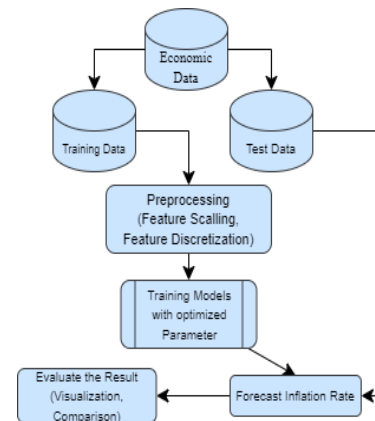 Economic
Data
Training Data
Test Data
Preprocessing
(Feature Scalling,
Feature Discretization)
Training Models
with optimized
Parameter
Evaluate the Result
(Visualization,
Comparison)
Forecast Inflation Rate